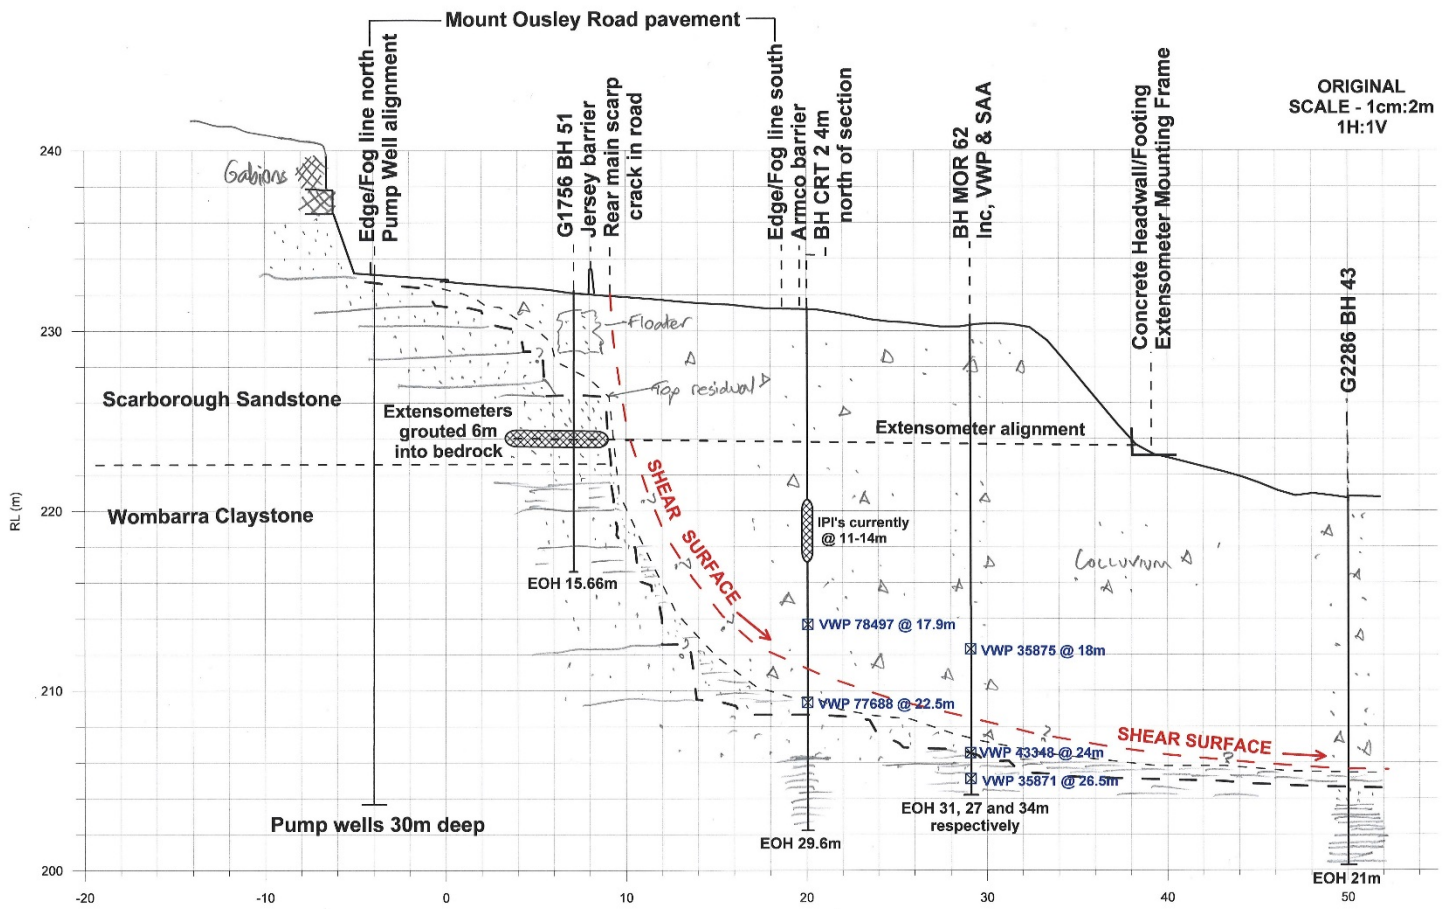 Mount Ousley Road pavement
Edge/Fog line north
Pump Well alignment
G1756 BH 51
Jersey barrier
Rear main scarp
crack in road
Edge/Fog line south
Armco barrier
BH CRT 2 4m
north of section
BH MOR 62
Inc, VWP & SAA
Concrete Headwall/Footing
Extensometer Mounting Frame
G2286 BH 43
ORIGINAL
SCALE - 1cm:2m
1H:1V
240
Gabions
230
Floater
Top residual
?
Scarborough Sandstone
Extensometers
grouted 6m
into bedrock
Extensometer alignment
RL (m)
220
Wombarra Claystone
SHEAR SURFACE
IPI's currently
@ 11-14m
Colluvium
EOH 15.66m
VWP 78497 @ 17.9m
VWP 35875 @ 18m
210
VWP 77688 @ 22.5m
SHEAR SURFACE
VWP 43348 @ 24m
VWP 35871 @ 26.5m
EOH 31, 27 and 34m
respectively
Pump wells 30m deep
EOH 29.6m
200
EOH 21m
-20 -10 0 10 20 30 40 50